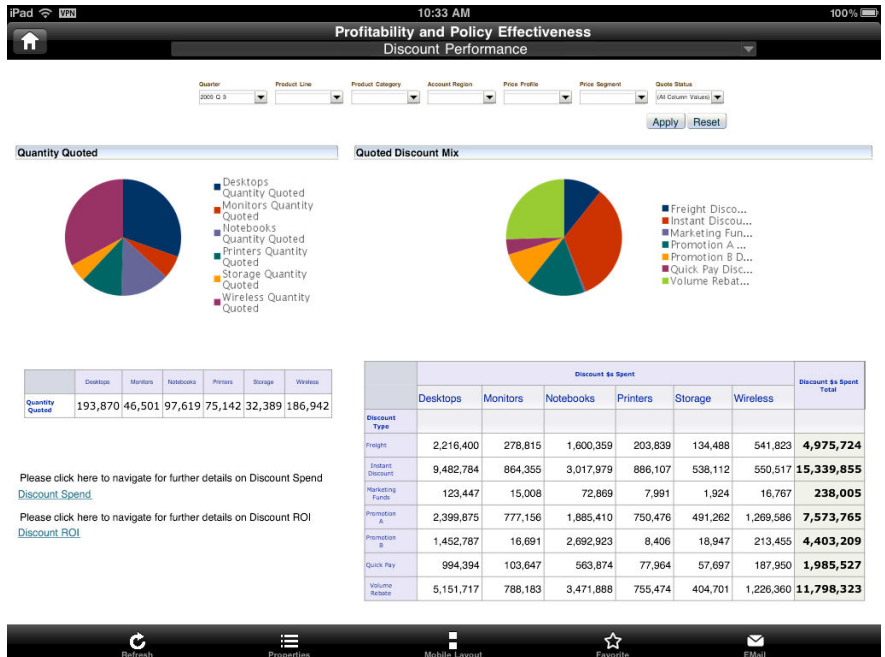 iPad VPN 10:33 AM 100%
Profitability and Policy Effectiveness
Discount Performance
Quarter Product Line Product Category Account Region Price Profile Price Segment Quote Status
2009 Q 3 (All Column Values)
Apply Reset
Quantity Quoted
Desktops
Quantity Quoted
Monitors Quantity
Quoted
Notebooks
Quantity Quoted
Printers Quantity
Quoted
Storage Quantity
Quoted
Wireless Quantity
Quoted
Quoted Discount Mix
Freight Disco...
Instant Discou...
Marketing Fun...
Promotion A ...
Promotion B D...
Quick Pay Disc...
Volume Rebat...
Desktops Monitors Notebooks Printers Storage Wireless
Quantity
Quoted
193,870 46,501 97,619 75,142 32,389 186,942
Please click here to navigate for further details on Discount Spend
Discount Spend
Please click here to navigate for further details on Discount ROI
Discount ROI
Discount $s Spent
Discount $s Spent
Total
Desktops Monitors Notebooks Printers Storage Wireless
Discount
Type
Freight 2,216,400 278,815 1,600,359 203,839 134,488 541,823 4,975,724
Instant
Discount
9,482,784 864,355 3,017,979 886,107 538,112 550,517 15,339,855
Marketing
Funds
123,447 15,008 72,869 7,991 1,924 16,767 238,005
Promotion
A
2,399,875 777,156 1,885,410 750,476 491,262 1,269,586 7,573,765
Promotion
B
1,452,787 16,691 2,692,923 8,406 18,947 213,455 4,403,209
Quick Pay 994,394 103,647 563,874 77,964 57,697 187,950 1,985,527
Volume
Rebate
5,151,717 788,183 3,471,888 755,474 404,701 1,226,360 11,798,323
Refresh Properties Mobile Layout Favorite EMail